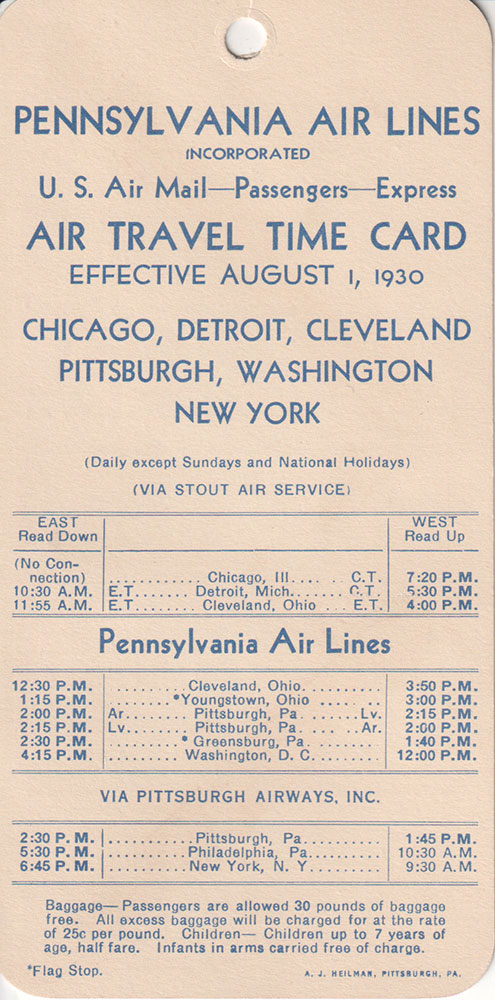 PENNSYLVANIA AIR LINES
INCORPORATED
U. S. Air Mail—Passengers—Express
AIR TRAVEL TIME CARD
EFFECTIVE AUGUST 1, 1930
CHICAGO, DETROIT, CLEVELAND
PITTSBURGH, WASHINGTON
NEW YORK
(Daily except Sundays and National Holidays)
(VIA STOUT AIR SERVICE)
EAST WEST
Read Down Read Up
(No Con-
nection) ............ Chicago, Ill.... . C.T. 7:20 P.M.
10:30 A.M. E.T........ Detroit, Mich....... C.T. 5:30 P.M.
11:55 A.M. E.T........ Cleveland, Ohio ... E.T. 4:00 P.M.
Pennsylvania Air Lines
12:30 P.M. ........ Cleveland, Ohio.......... 3:50 P.M.
1:15 P.M. .......*Youngstown, Ohio ..... .. 3:00 P.M.
2:00 P.M. Ar......... Pittsburgh, Pa ........ Lv. 2:15 P.M.
2:15 P.M. Lv......... Pittsburgh, Pa. ..... Ar. 2:00 P.M.
2:30 P.M. ........ * Greensburg, Pa ......... 1:40 P.M.
4:15 P.M. ........ Washington, D. C. ........ 12:00 P.M.
VIA PITTSBURGH AIRWAYS, INC.
2:30 P. M. ..........Pittsburgh, Pa........... 1:45 P.M.
5:30 P. M. .........Philadelphia, Pa......... 10:30 A.M.
6:45 P. M. .........New York, N. Y.......... 9:30 A.M.
Baggage— Passengers are allowed 30 pounds of baggage
free. All excess baggage will be charged for at the rate
of 25c per pound. Children— Children up to 7 years of
age, half fare. Infants in arms carried free of charge.
*Flag Stop. A. J. HEILMAN, PITTSBURGH, PA.